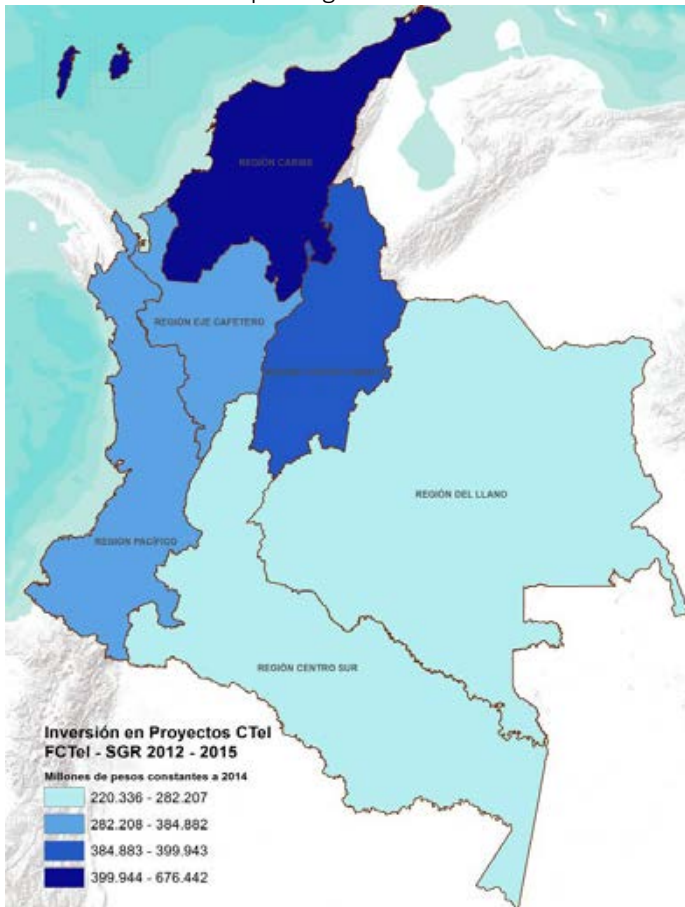 REGIÓN CARIBE
REGIÓN EJE CAFETERO
REGIÓN DEL LLANO
REGIÓN PACÍFICO
REGIÓN CENTRO SUR
Inversión en Proyectos CTeI
FCTeI - SGR 2012 - 2015
Millones de pesos constantes a 2014
220.336 - 282.207
282.208 - 384.882
384.883 - 399.943
399.944 - 676.442